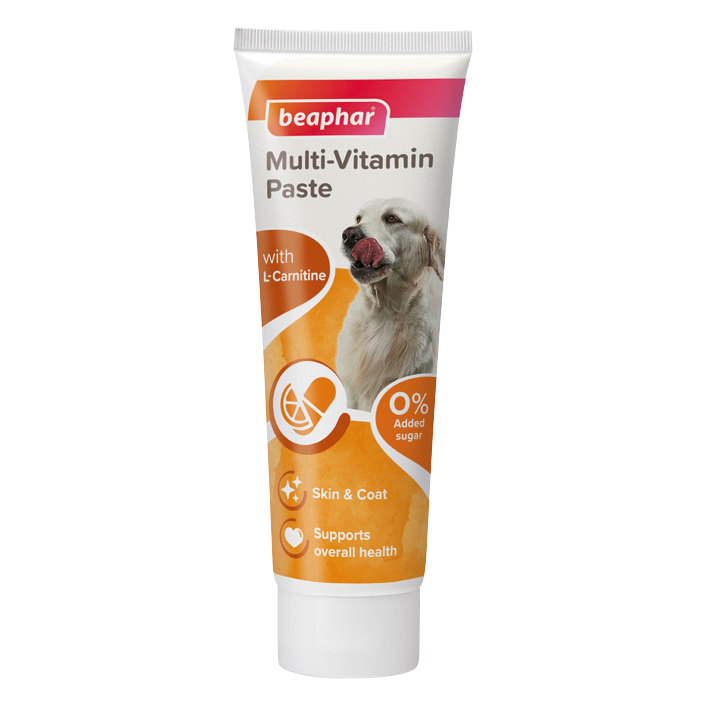 beaphar®
Multi-Vitamin
Paste
with
L-Carnitine
0%
Added
sugar
Skin & Coat
Supports
overall health